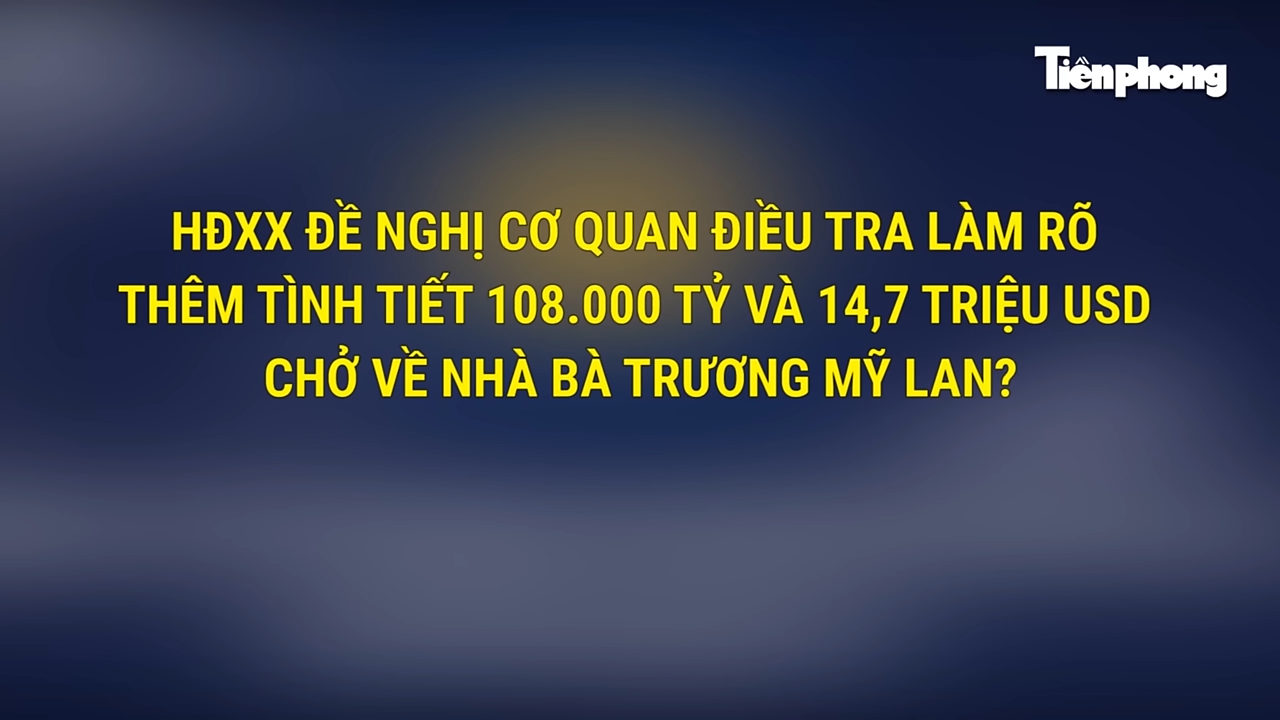 Tiềnphong
HĐXX ĐỀ NGHỊ CƠ QUAN ĐIỀU TRA LÀM RÕ
THÊM TÌNH TIẾT 108.000 TỶ VÀ 14,7 TRIỆU USD
CHỞ VỀ NHÀ BÀ TRƯƠNG MỸ LAN?